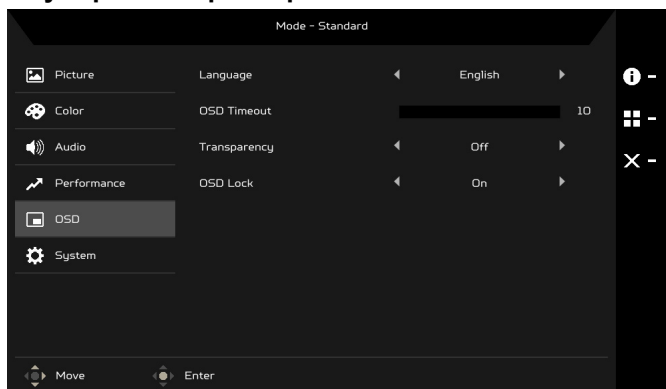 Mode - Standard
Picture
Language
English
Color
OSD Timeout
10
Audio
Transparency
Off
Performance
OSD Lock
On
OSD
System
Move
Enter